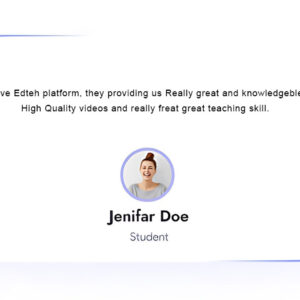 ve Edteh platform, they providing us Really great and knowledgeble
High Quality videos and really freat great teaching skill.
Jenifar Doe
Student